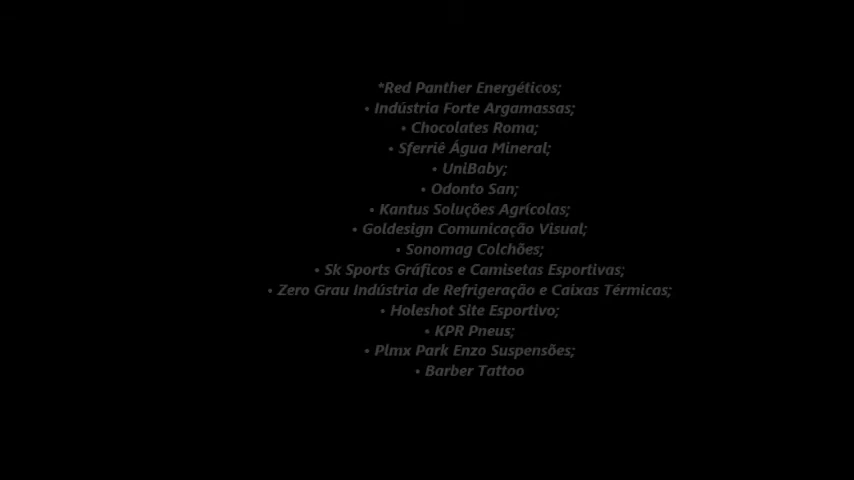 *Red Panther Energéticos;
• Indústria Forte Argamassas;
• Chocolates Roma;
• Sferriê Água Mineral;
• UniBaby;
• Odonto San;
• Kantus Soluções Agrícolas;
• Goldesign Comunicação Visual;
• Sonomag Colchões;
• Sk Sports Gráficos e Camisetas Esportivas;
• Zero Grau Indústria de Refrigeração e Caixas Térmicas;
• Holeshot Site Esportivo;
• KPR Pneus;
• Plmx Park Enzo Suspensões;
• Barber Tattoo